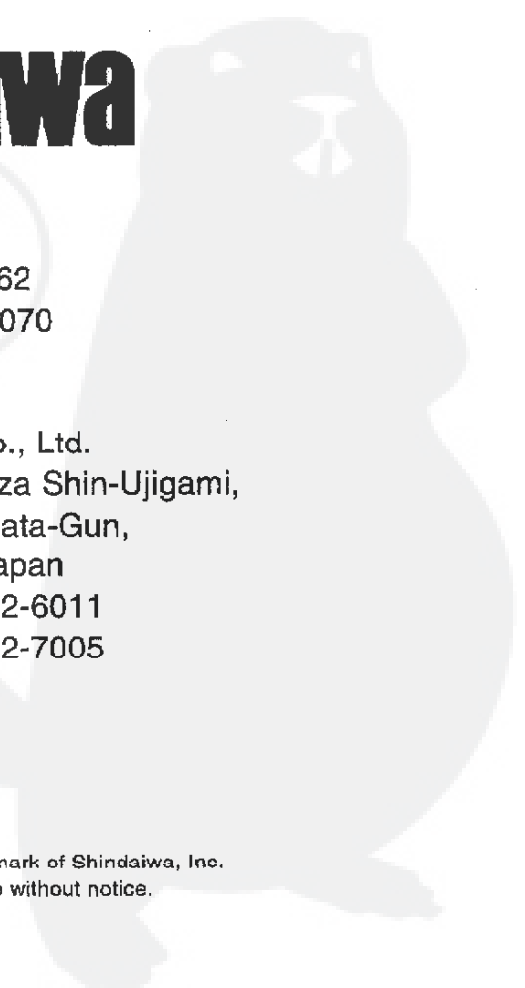 wa
62
070
o., Ltd.
za Shin-Ujigami,
ata-Gun,
apan
2-6011
2-7005
mark of Shindaiwa, Inc.
without notice.